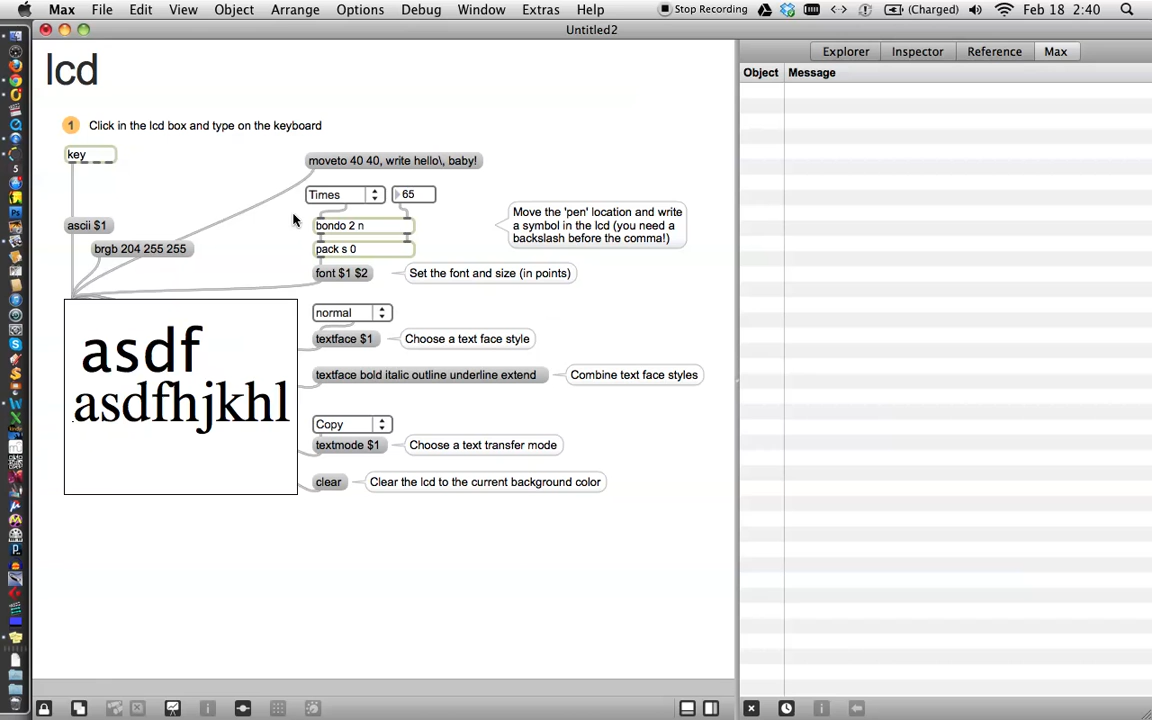 Max File Edit View Object Arrange Options Debug Window Extras Help Stop Recording (Charged) Feb 18 2:40
Untitled2
Explorer Inspector Reference Max
Object Message
lcd
1 Click in the lcd box and type on the keyboard
key
moveto 40 40, write hello\, baby!
Times 65
Move the 'pen' location and write
a symbol in the lcd (you need a
backslash before the comma!)
ascii $1
bondo 2 n
brgb 204 255 255
pack s 0
font $1 $2
Set the font and size (in points)
normal
textface $1
Choose a text face style
asdf
asdfhjkhl
textface bold italic outline underline extend
Combine text face styles
Copy
textmode $1
Choose a text transfer mode
clear
Clear the lcd to the current background color